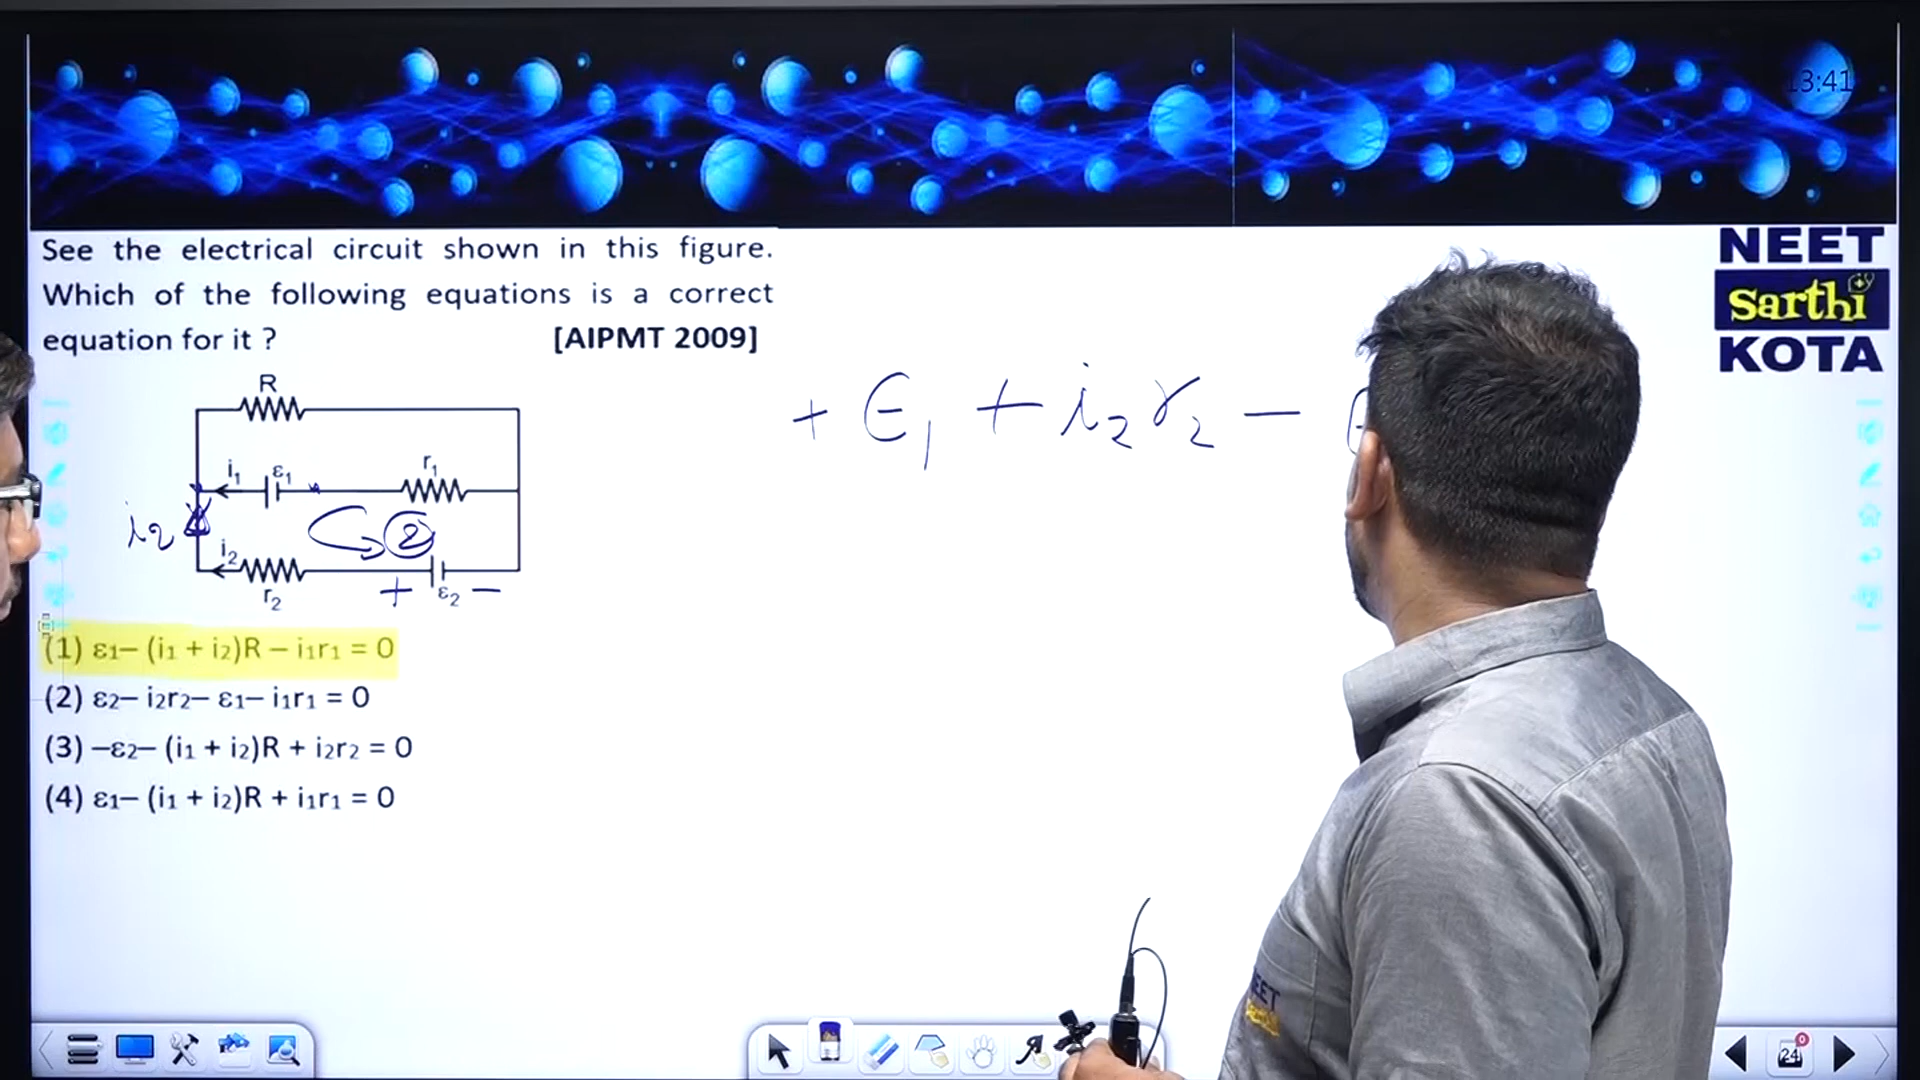 13:41
NEET
Sarthi
KOTA
See the electrical circuit shown in this figure.
Which of the following equations is a correct
equation for it ? [AIPMT 2009]
R
i₁ ε₁ r₁
i₂
2
i₂
r₂ + ε₂ −
+ ∈₁ + i₂r₂ −
(1) ε₁– (i₁ + i₂)R – i₁r₁ = 0
(2) ε₂– i₂r₂– ε₁– i₁r₁ = 0
(3) –ε₂– (i₁ + i₂)R + i₂r₂ = 0
(4) ε₁– (i₁ + i₂)R + i₁r₁ = 0
24
0